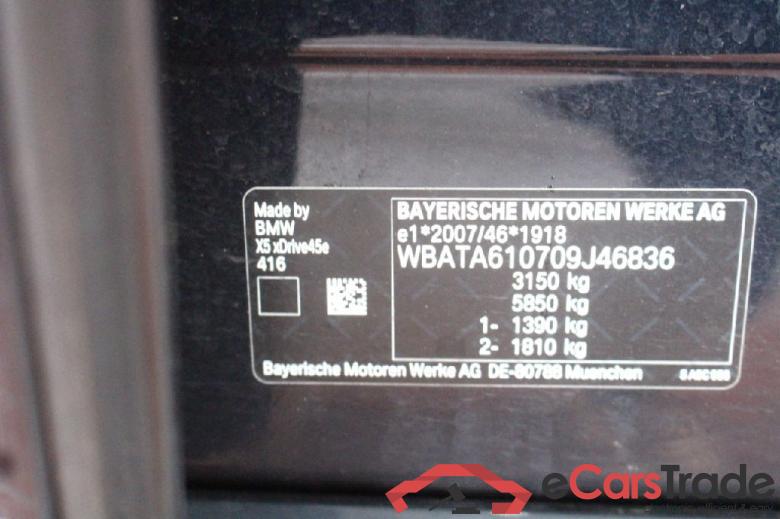 Made by
BMW
X5 xDrive45e
416
BAYERISCHE MOTOREN WERKE AG
e1*2007/46*1918
WBATA610709J46836
3150 kg
5850 kg
1- 1390 kg
2- 1810 kg
Bayerische Motoren Werke AG DE-80788 Muenchen
eCarsTrade